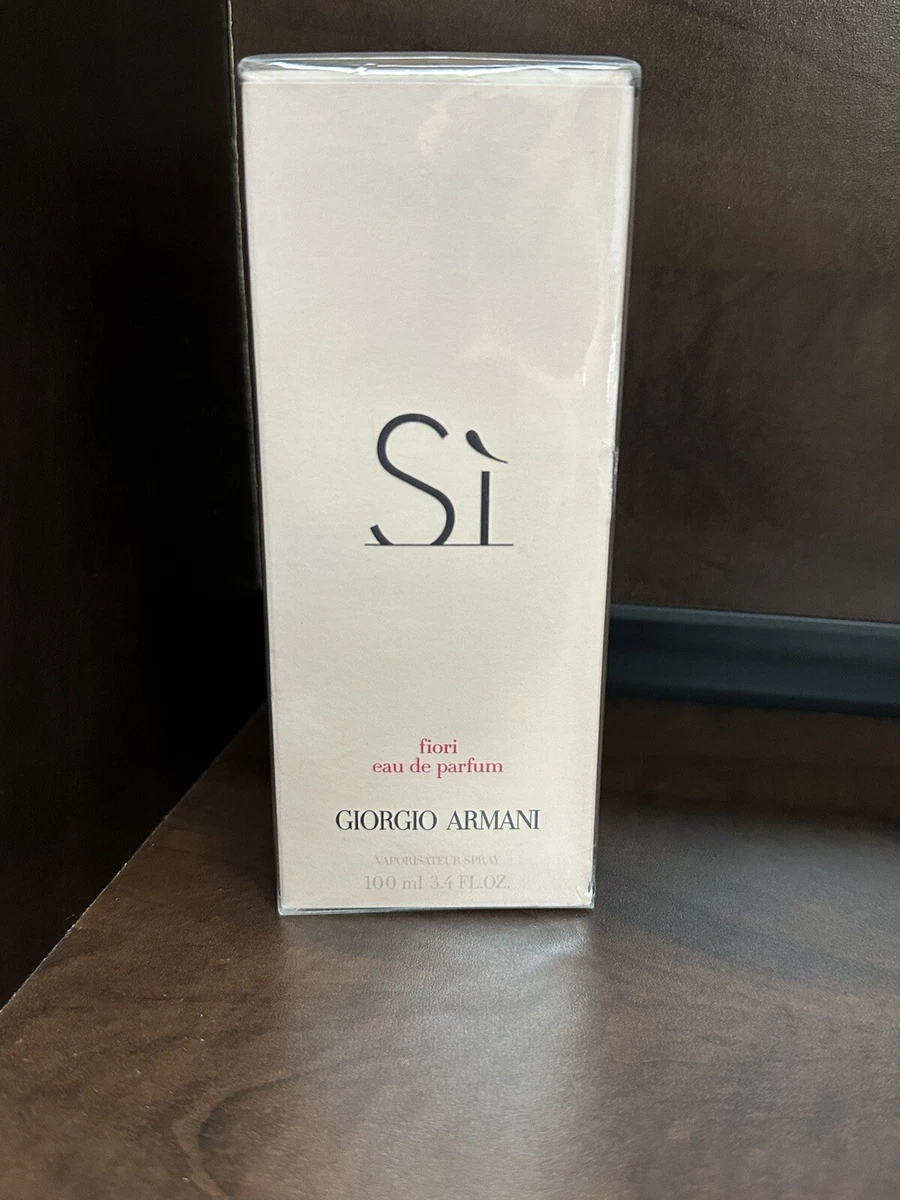 Sì
fiori
eau de parfum
GIORGIO ARMANI
VAPORISATEUR SPRAY
100 ml 3.4 FL.OZ.